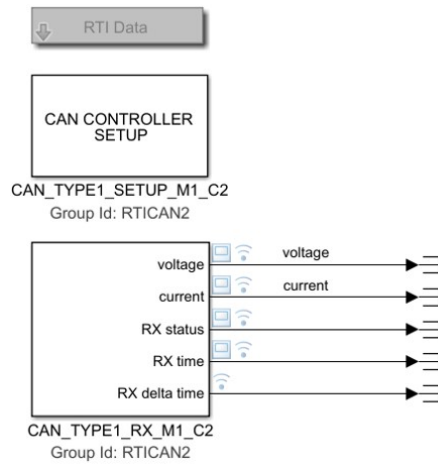 RTI Data
CAN CONTROLLER
SETUP
CAN_TYPE1_SETUP_M1_C2
Group Id: RTICAN2
voltage
voltage
current
current
RX status
RX time
RX delta time
CAN_TYPE1_RX_M1_C2
Group Id: RTICAN2